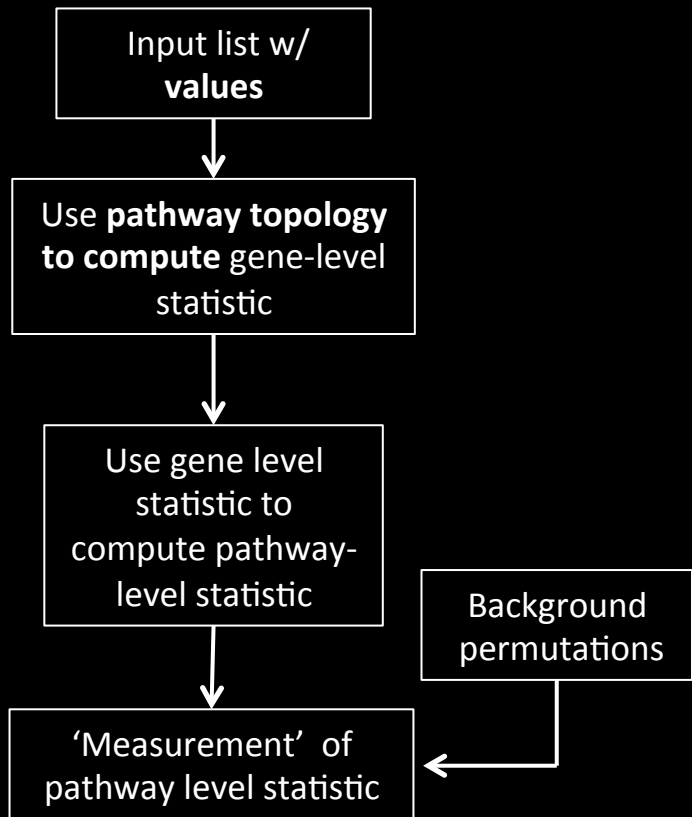 Input list w/
values
Use pathway topology
to compute gene-level
statistic
Use gene level
statistic to
compute pathway-
level statistic
Background
permutations
‘Measurement’ of
pathway level statistic